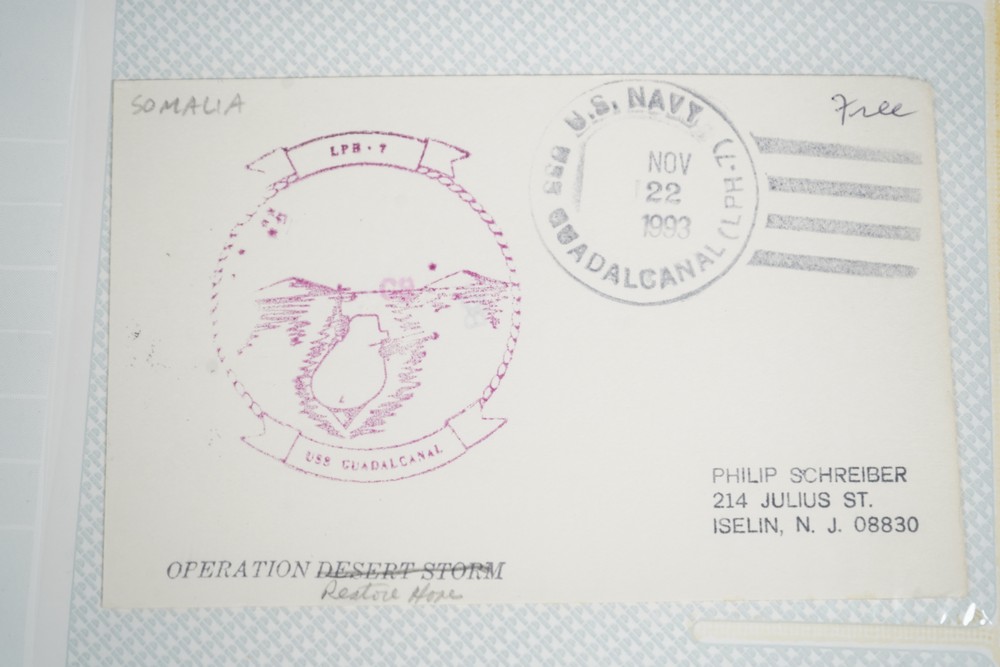 SOMALIA
Free
LPH-7
U.S. NAVY
USS GUADALCANAL (LPH-7)
NOV
22
1993
USS GUADALCANAL
PHILIP SCHREIBER
214 JULIUS ST.
ISELIN, N. J. 08830
OPERATION DESERT STORM
Restore Hope